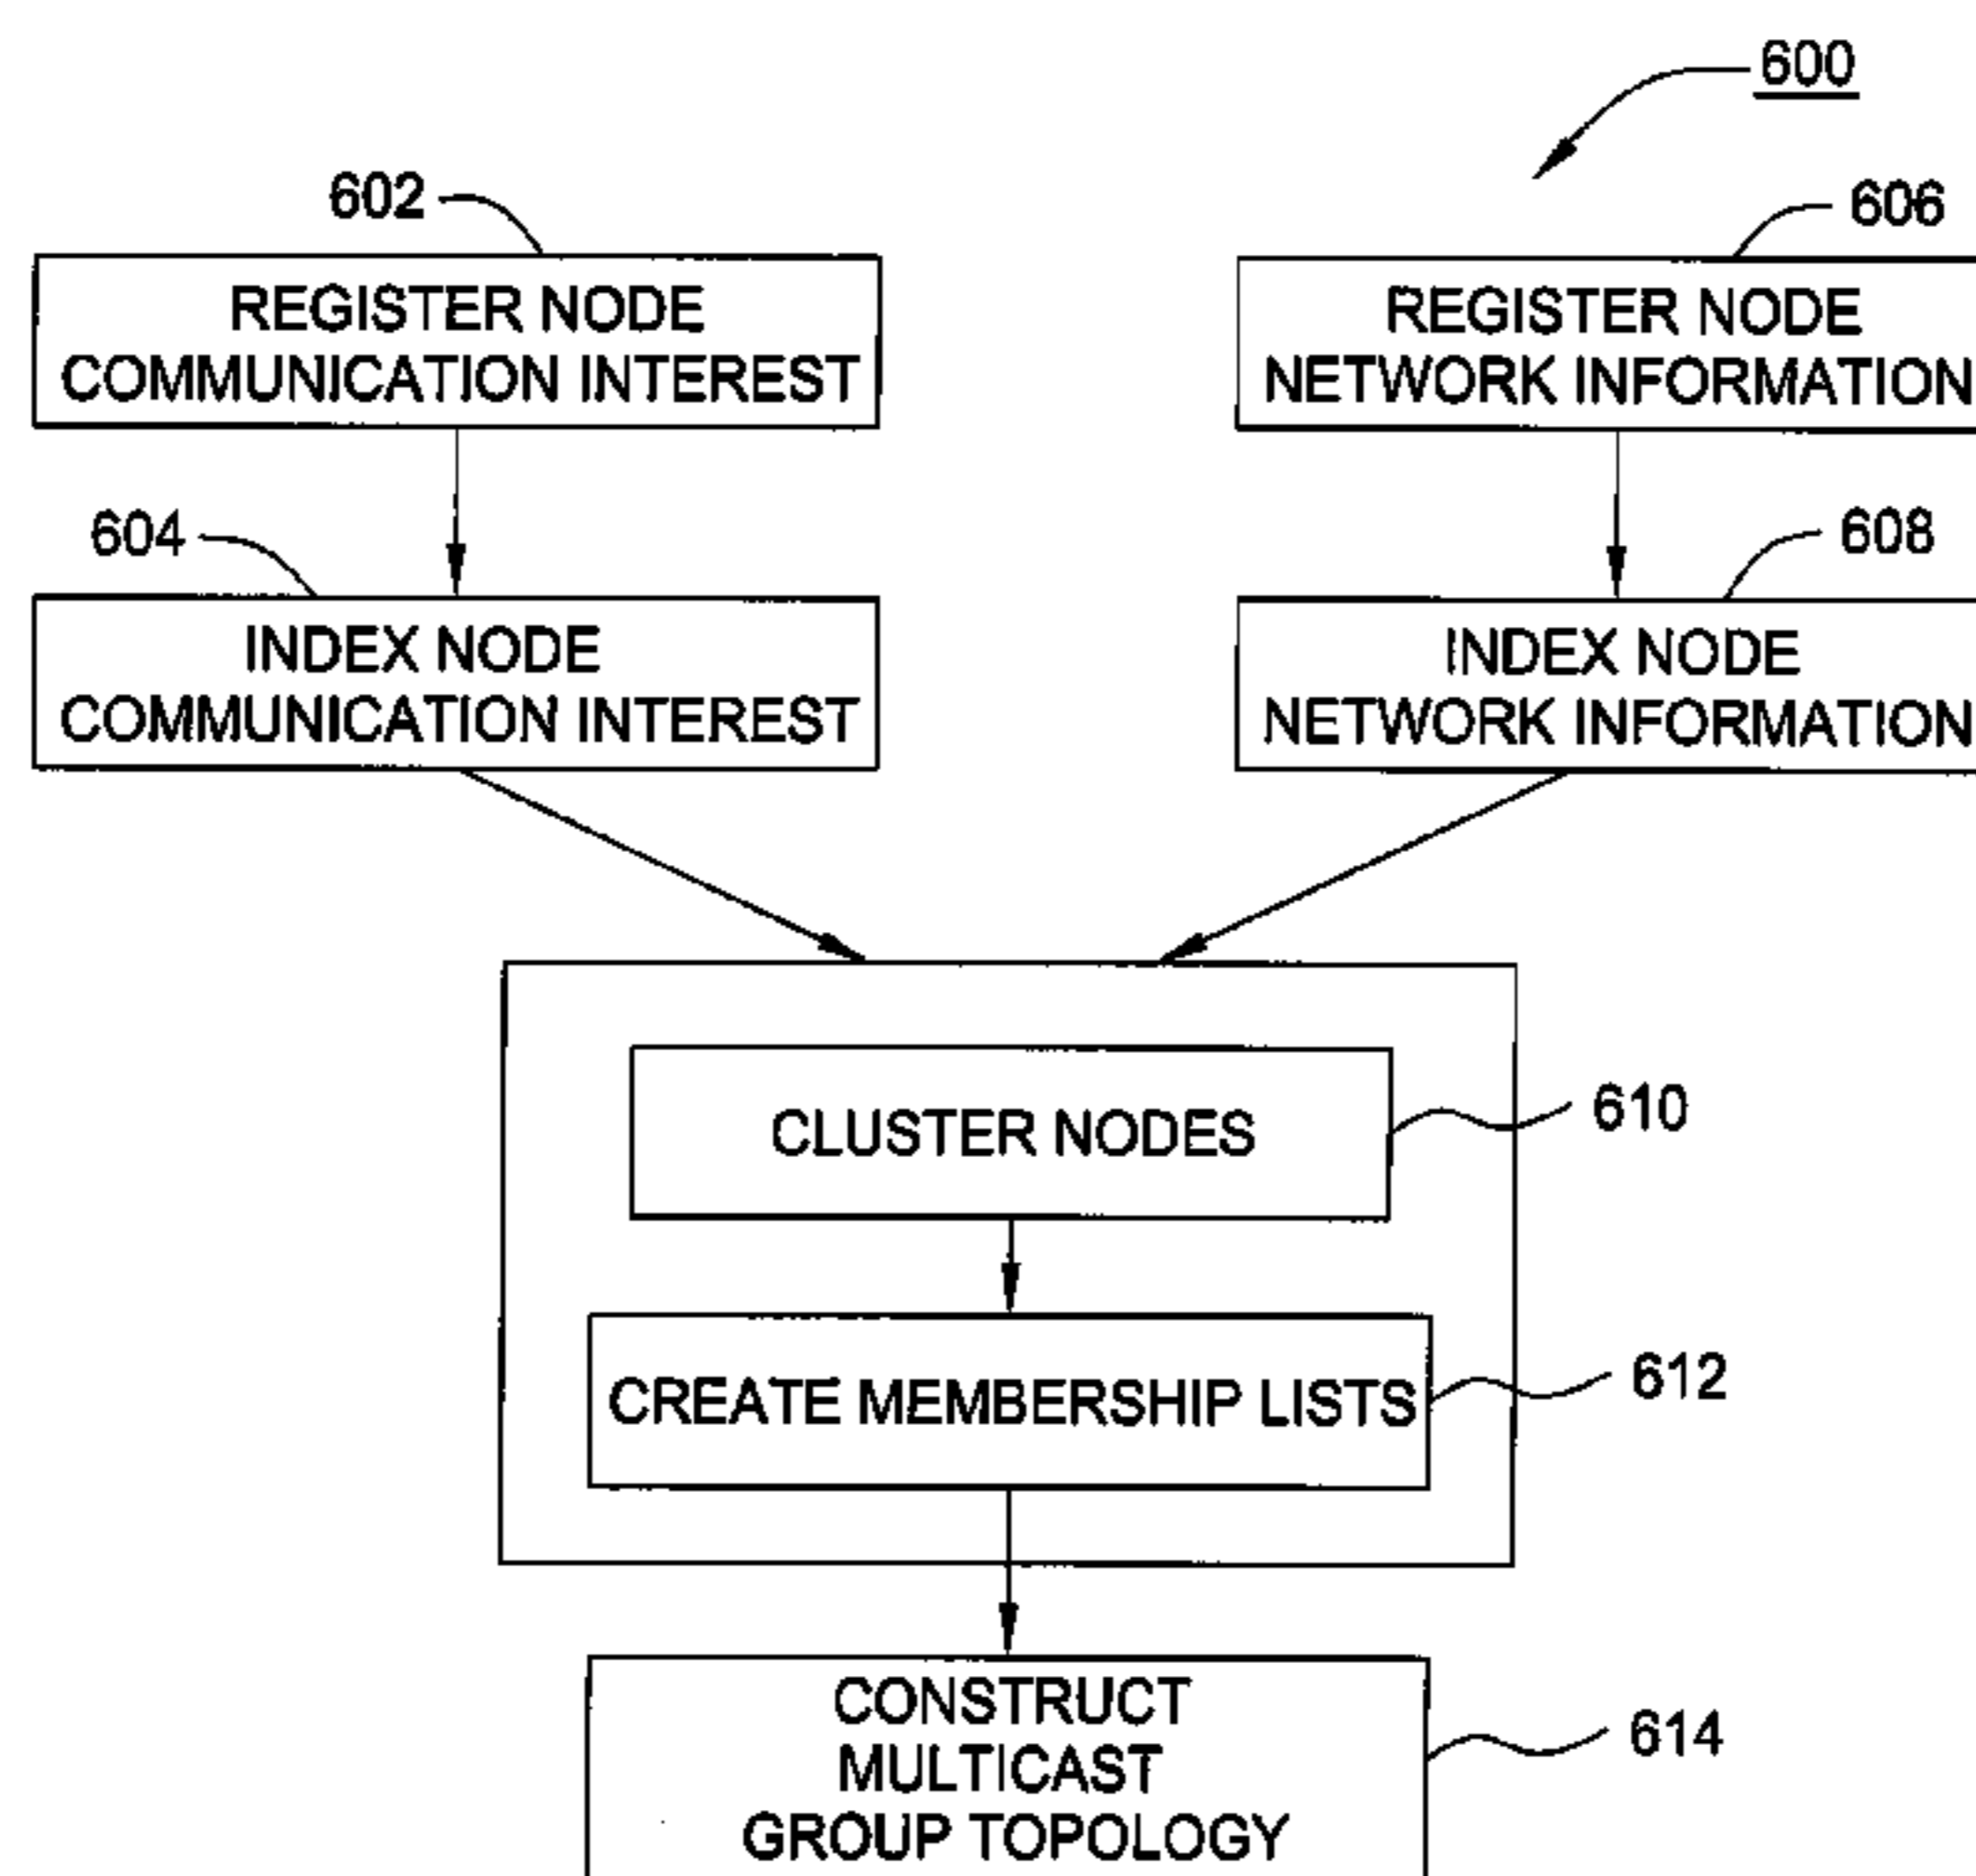 600
602
606
REGISTER NODE
COMMUNICATION INTEREST
REGISTER NODE
NETWORK INFORMATION
604
608
INDEX NODE
COMMUNICATION INTEREST
INDEX NODE
NETWORK INFORMATION
CLUSTER NODES
610
CREATE MEMBERSHIP LISTS
612
CONSTRUCT
MULTICAST
GROUP TOPOLOGY
614